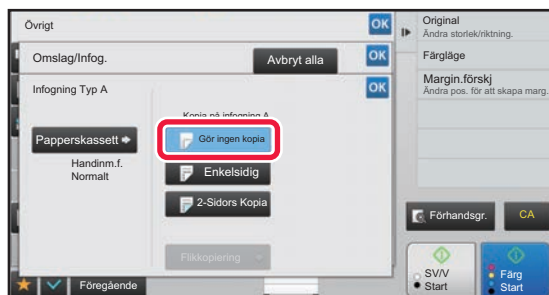 Övrigt
OK
Omslag/Infog.
Avbryt alla
OK
Infogning Typ A
OK
Kopia på infogning A
Papperskassett
Gör ingen kopia
Handinm.f.
Normalt
Enkelsidig
2-Sidors Kopia
Flikkopiering
Föregående
Original
Ändra storlek/riktning.
Färgläge
Margin.förskj
Ändra pos. för att skapa marg.
Förhandsgr.
CA
SV/V
Start
Färg
Start